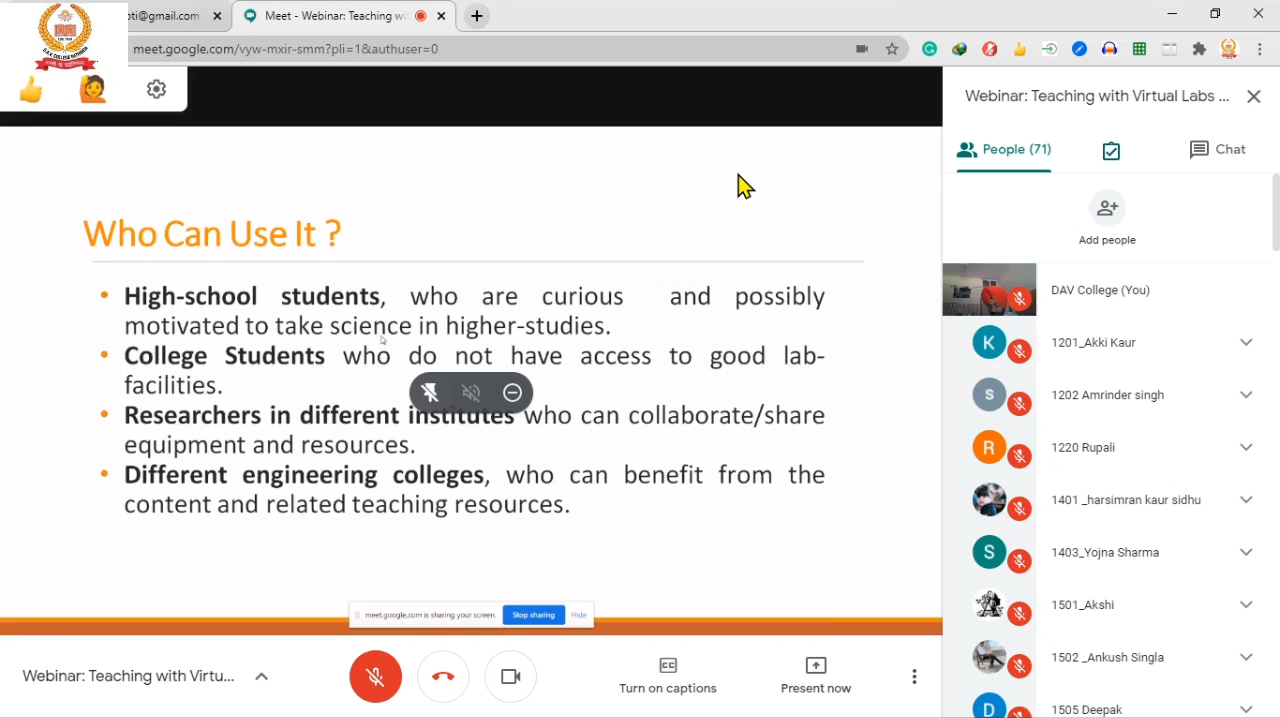 oti@gmail.com
Meet - Webinar: Teaching wit
meet.google.com/vyw-mxir-smm?pli=1&authuser=0
Webinar: Teaching with Virtual Labs ...
People (71)
Chat
Add people
Who Can Use It ?
• High-school students, who are curious and possibly
motivated to take science in higher-studies.
• College Students who do not have access to good lab-
facilities.
• Researchers in different institutes who can collaborate/share
equipment and resources.
• Different engineering colleges, who can benefit from the
content and related teaching resources.
meet.google.com is sharing your screen.
Stop sharing
Hide
DAV College (You)
K
1201_Akki Kaur
S
1202 Amrinder singh
R
1220 Rupali
1401 _harsimran kaur sidhu
S
1403_Yojna Sharma
1501_Akshi
1502 _Ankush Singla
D
1505 Deepak
Webinar: Teaching with Virtu...
CC
Turn on captions
Present now